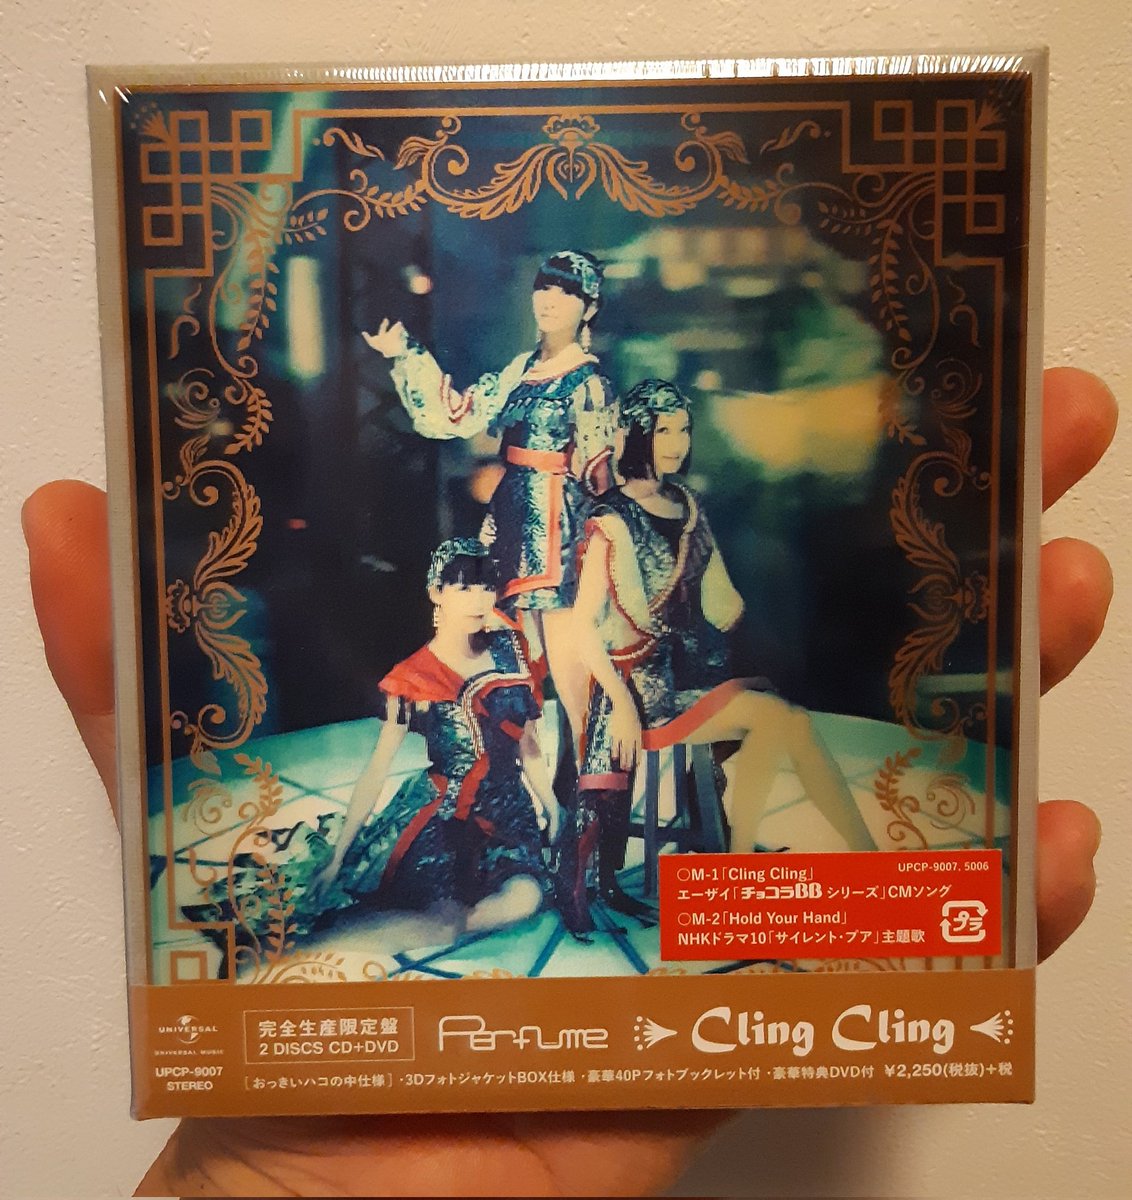 UPCP-9007. 5006
○M-1「Cling Cling」
エーザイ「チョコラBB シリーズ」CMソング
○M-2「Hold Your Hand」
NHKドラマ10「サイレント・プア」主題歌
プラ
UNIVERSAL
UNIVERSAL MUSIC
UPCP-9007
STEREO
完全生産限定盤
2 DISCS CD+DVD
Perfume
Cling Cling
[おっきいハコの中仕様]・3DフォトジャケットBOX仕様・豪華40Pフォトブックレット付・豪華特典DVD付 ¥2,250(税抜)+税